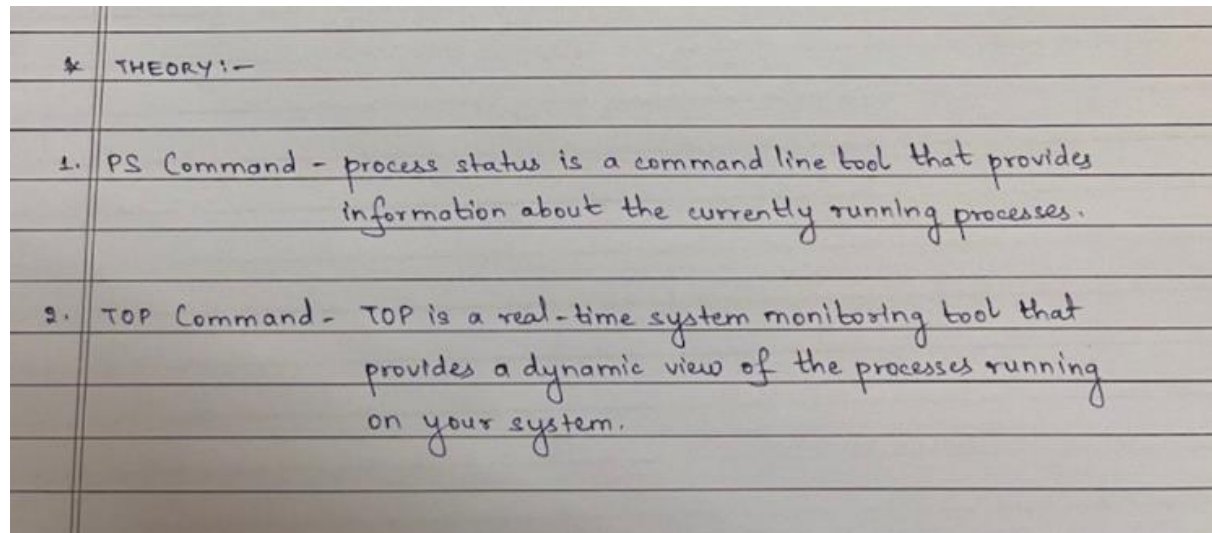 * THEORY :-
1. PS Command - process status is a command line tool that provides
information about the currently running processes.
2. TOP Command - TOP is a real-time system monitoring tool that
provides a dynamic view of the processes running
on your system.